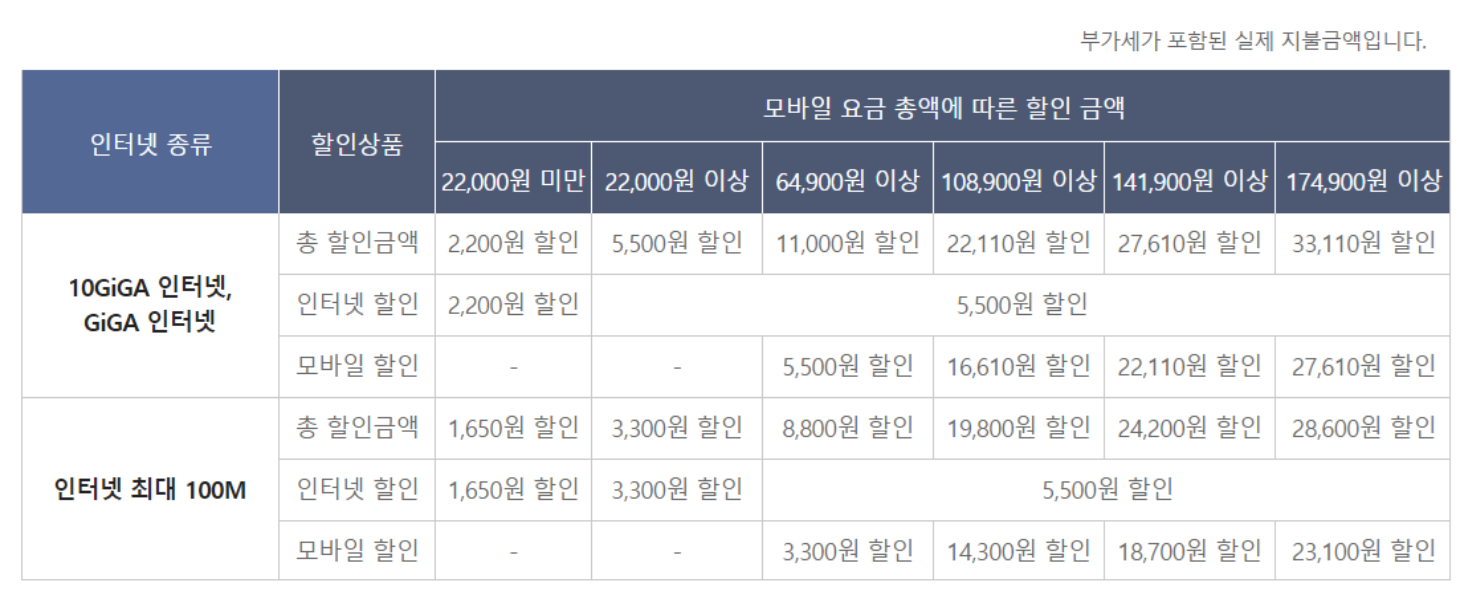 부가세가 포함된 실제 지불금액입니다.
인터넷 종류 할인상품 모바일 요금 총액에 따른 할인 금액
22,000원 미만 22,000원 이상 64,900원 이상 108,900원 이상 141,900원 이상 174,900원 이상
10GiGA 인터넷,
GiGA 인터넷
총 할인금액 2,200원 할인 5,500원 할인 11,000원 할인 22,110원 할인 27,610원 할인 33,110원 할인
인터넷 할인 2,200원 할인 5,500원 할인
모바일 할인 - - 5,500원 할인 16,610원 할인 22,110원 할인 27,610원 할인
인터넷 최대 100M
총 할인금액 1,650원 할인 3,300원 할인 8,800원 할인 19,800원 할인 24,200원 할인 28,600원 할인
인터넷 할인 1,650원 할인 3,300원 할인 5,500원 할인
모바일 할인 - - 3,300원 할인 14,300원 할인 18,700원 할인 23,100원 할인